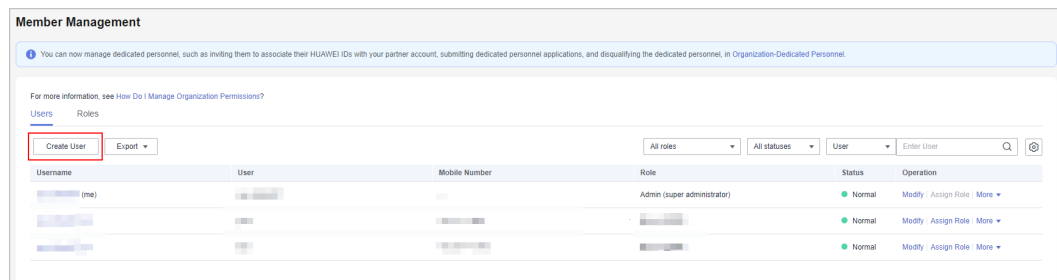 Member Management
You can now manage dedicated personnel, such as inviting them to associate their HUAWEI IDs with your partner account, submitting dedicated personnel applications, and disqualifying the dedicated personnel, in Organization-Dedicated Personnel.
For more information, see How Do I Manage Organization Permissions?
Users Roles
Create User Export All roles All statuses User Enter User
Username User Mobile Number Role Status Operation
(me) Admin (super administrator) Normal Modify Assign Role More
Normal Modify Assign Role More
Normal Modify Assign Role More